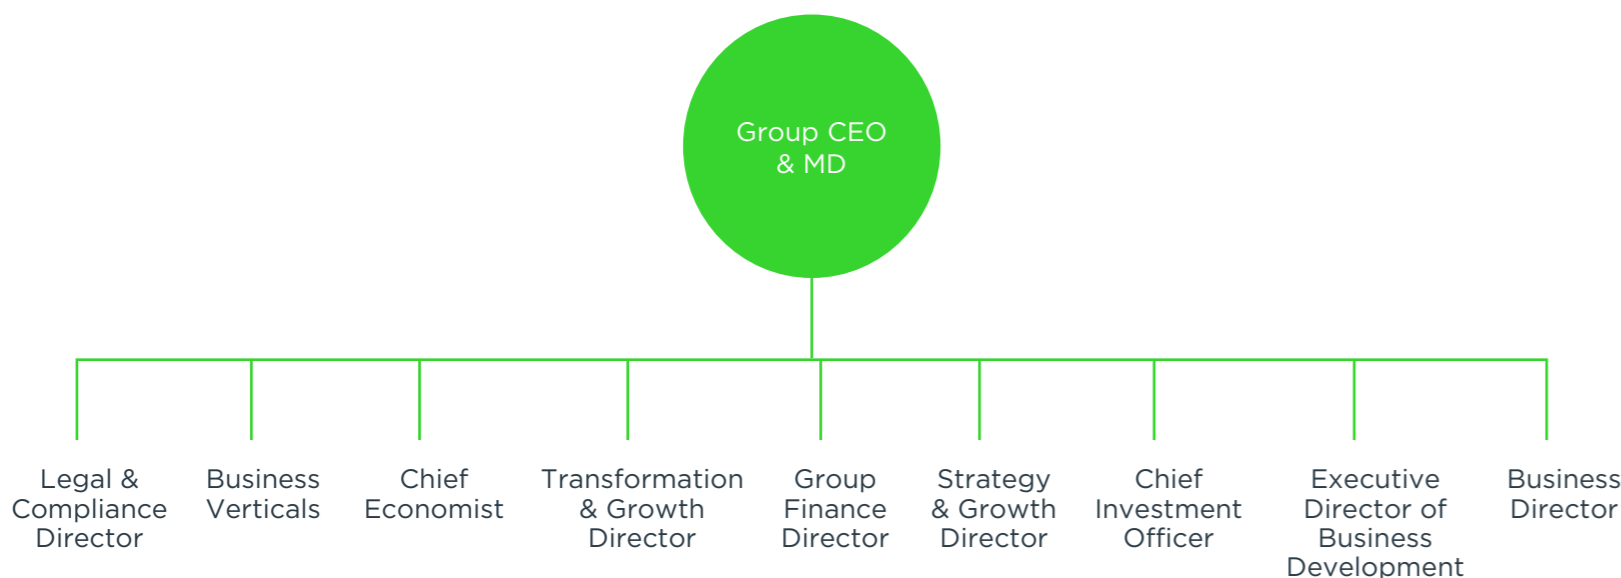 Group CEO
& MD
Legal &
Compliance
Director
Business
Verticals
Chief
Economist
Transformation
& Growth
Director
Group
Finance
Director
Strategy
& Growth
Director
Chief
Investment
Officer
Executive
Director of
Business
Development
Business
Director